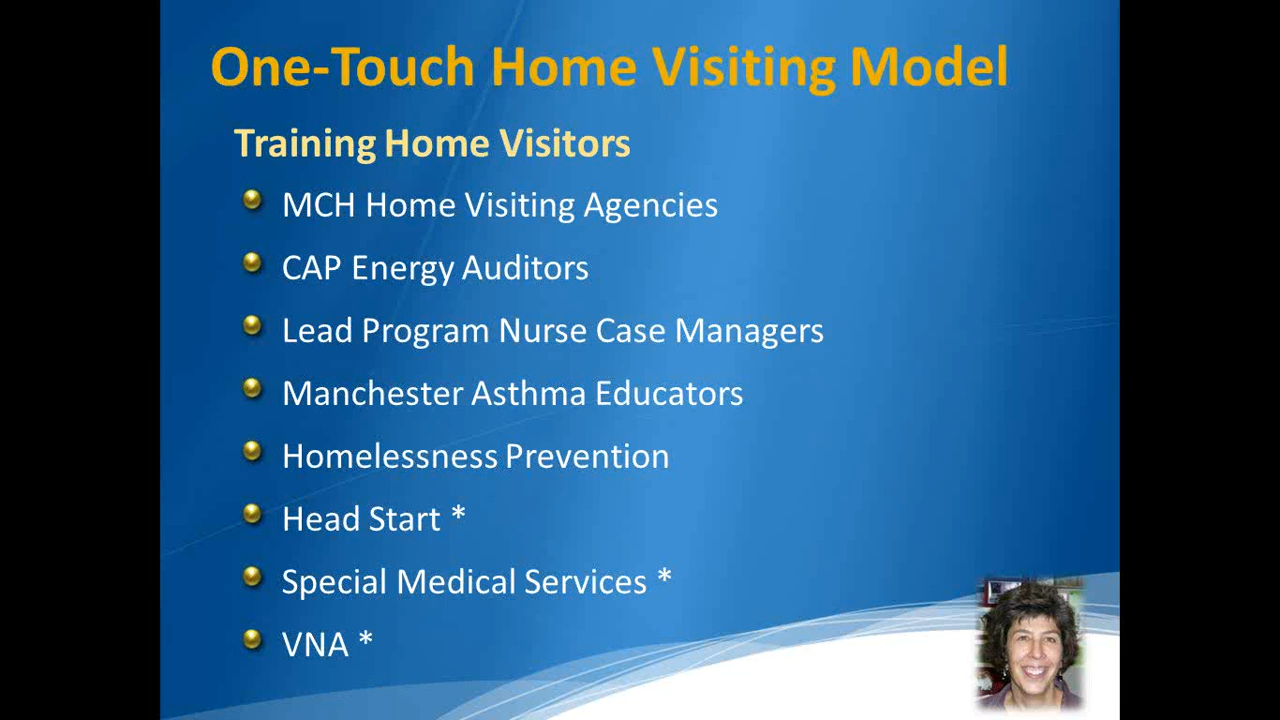 One-Touch Home Visiting Model
Training Home Visitors
MCH Home Visiting Agencies
CAP Energy Auditors
Lead Program Nurse Case Managers
Manchester Asthma Educators
Homelessness Prevention
Head Start *
Special Medical Services *
VNA *